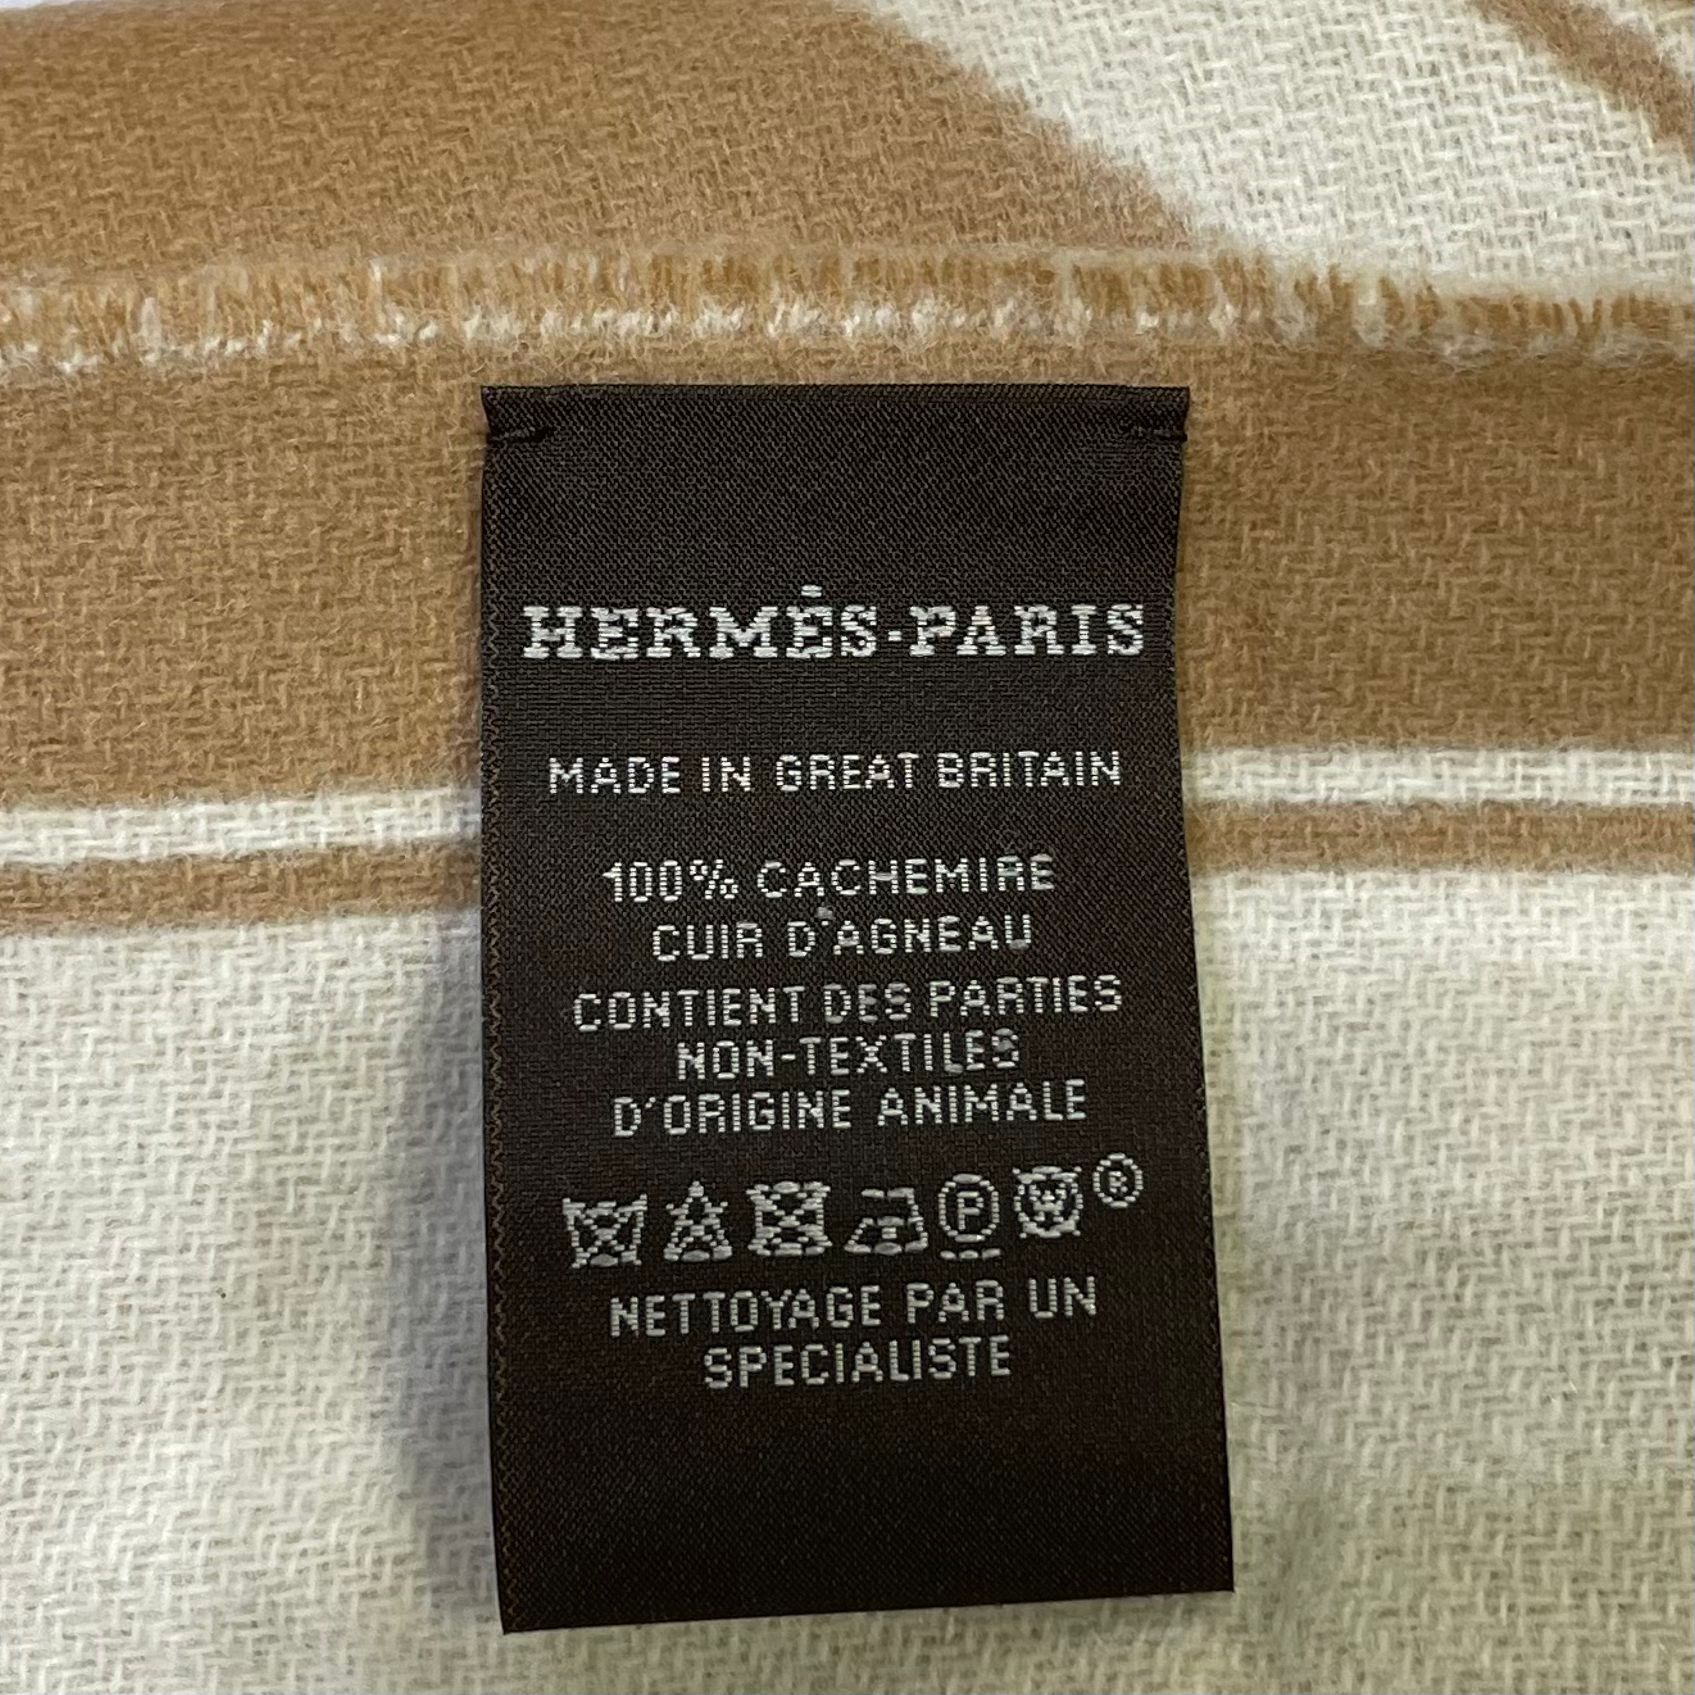 HERMÈS-PARIS
MADE IN GREAT BRITAIN
100% CACHEMIRE
CUIR D'AGNEAU
CONTIENT DES PARTIES
NON-TEXTILES
D'ORIGINE ANIMALE
P ®
NETTOYAGE PAR UN
SPECIALISTE